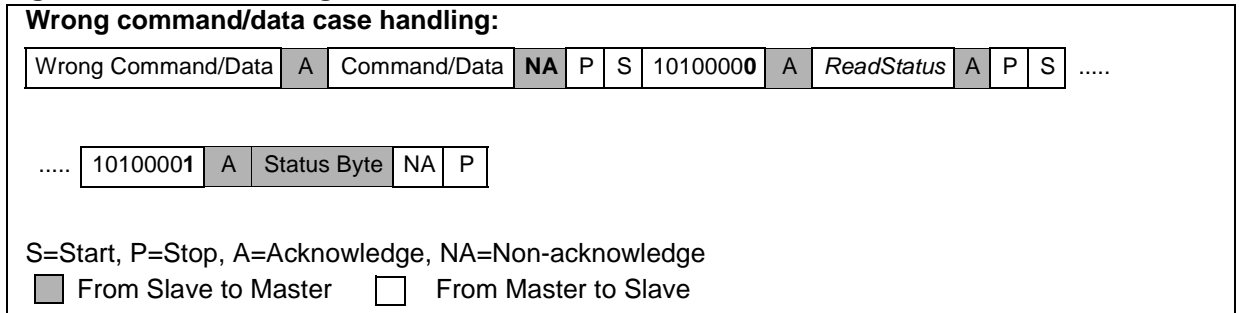 Wrong command/data case handling:
Wrong Command/Data A Command/Data NA P S 10100000 A ReadStatus A P S .....
..... 10100001 A Status Byte NA P
S=Start, P=Stop, A=Acknowledge, NA=Non-acknowledge
From Slave to Master From Master to Slave